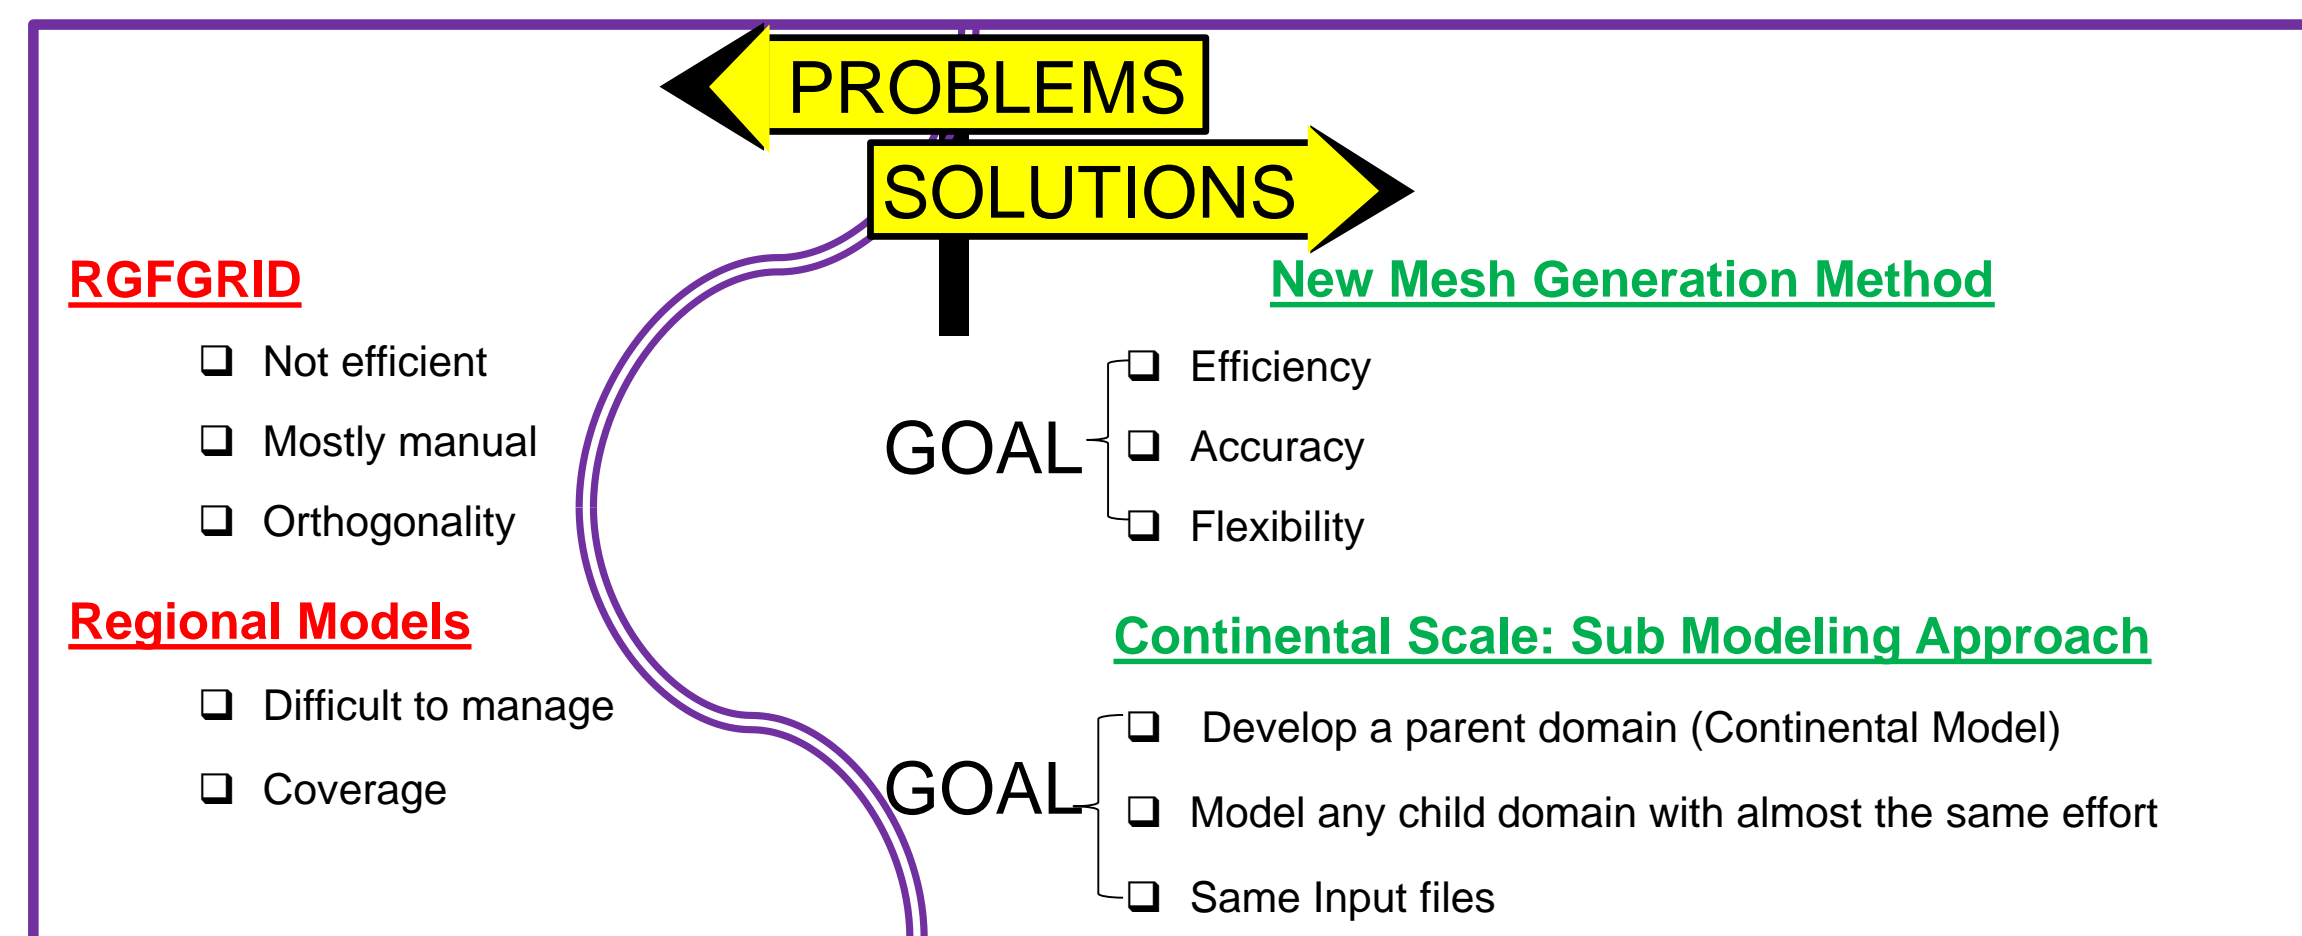 PROBLEMS
SOLUTIONS
RGFGRID
Not efficient
Mostly manual
Orthogonality
Regional Models
Difficult to manage
Coverage
New Mesh Generation Method
GOAL
Efficiency
Accuracy
Flexibility
Continental Scale: Sub Modeling Approach
GOAL
Develop a parent domain (Continental Model)
Model any child domain with almost the same effort
Same Input files